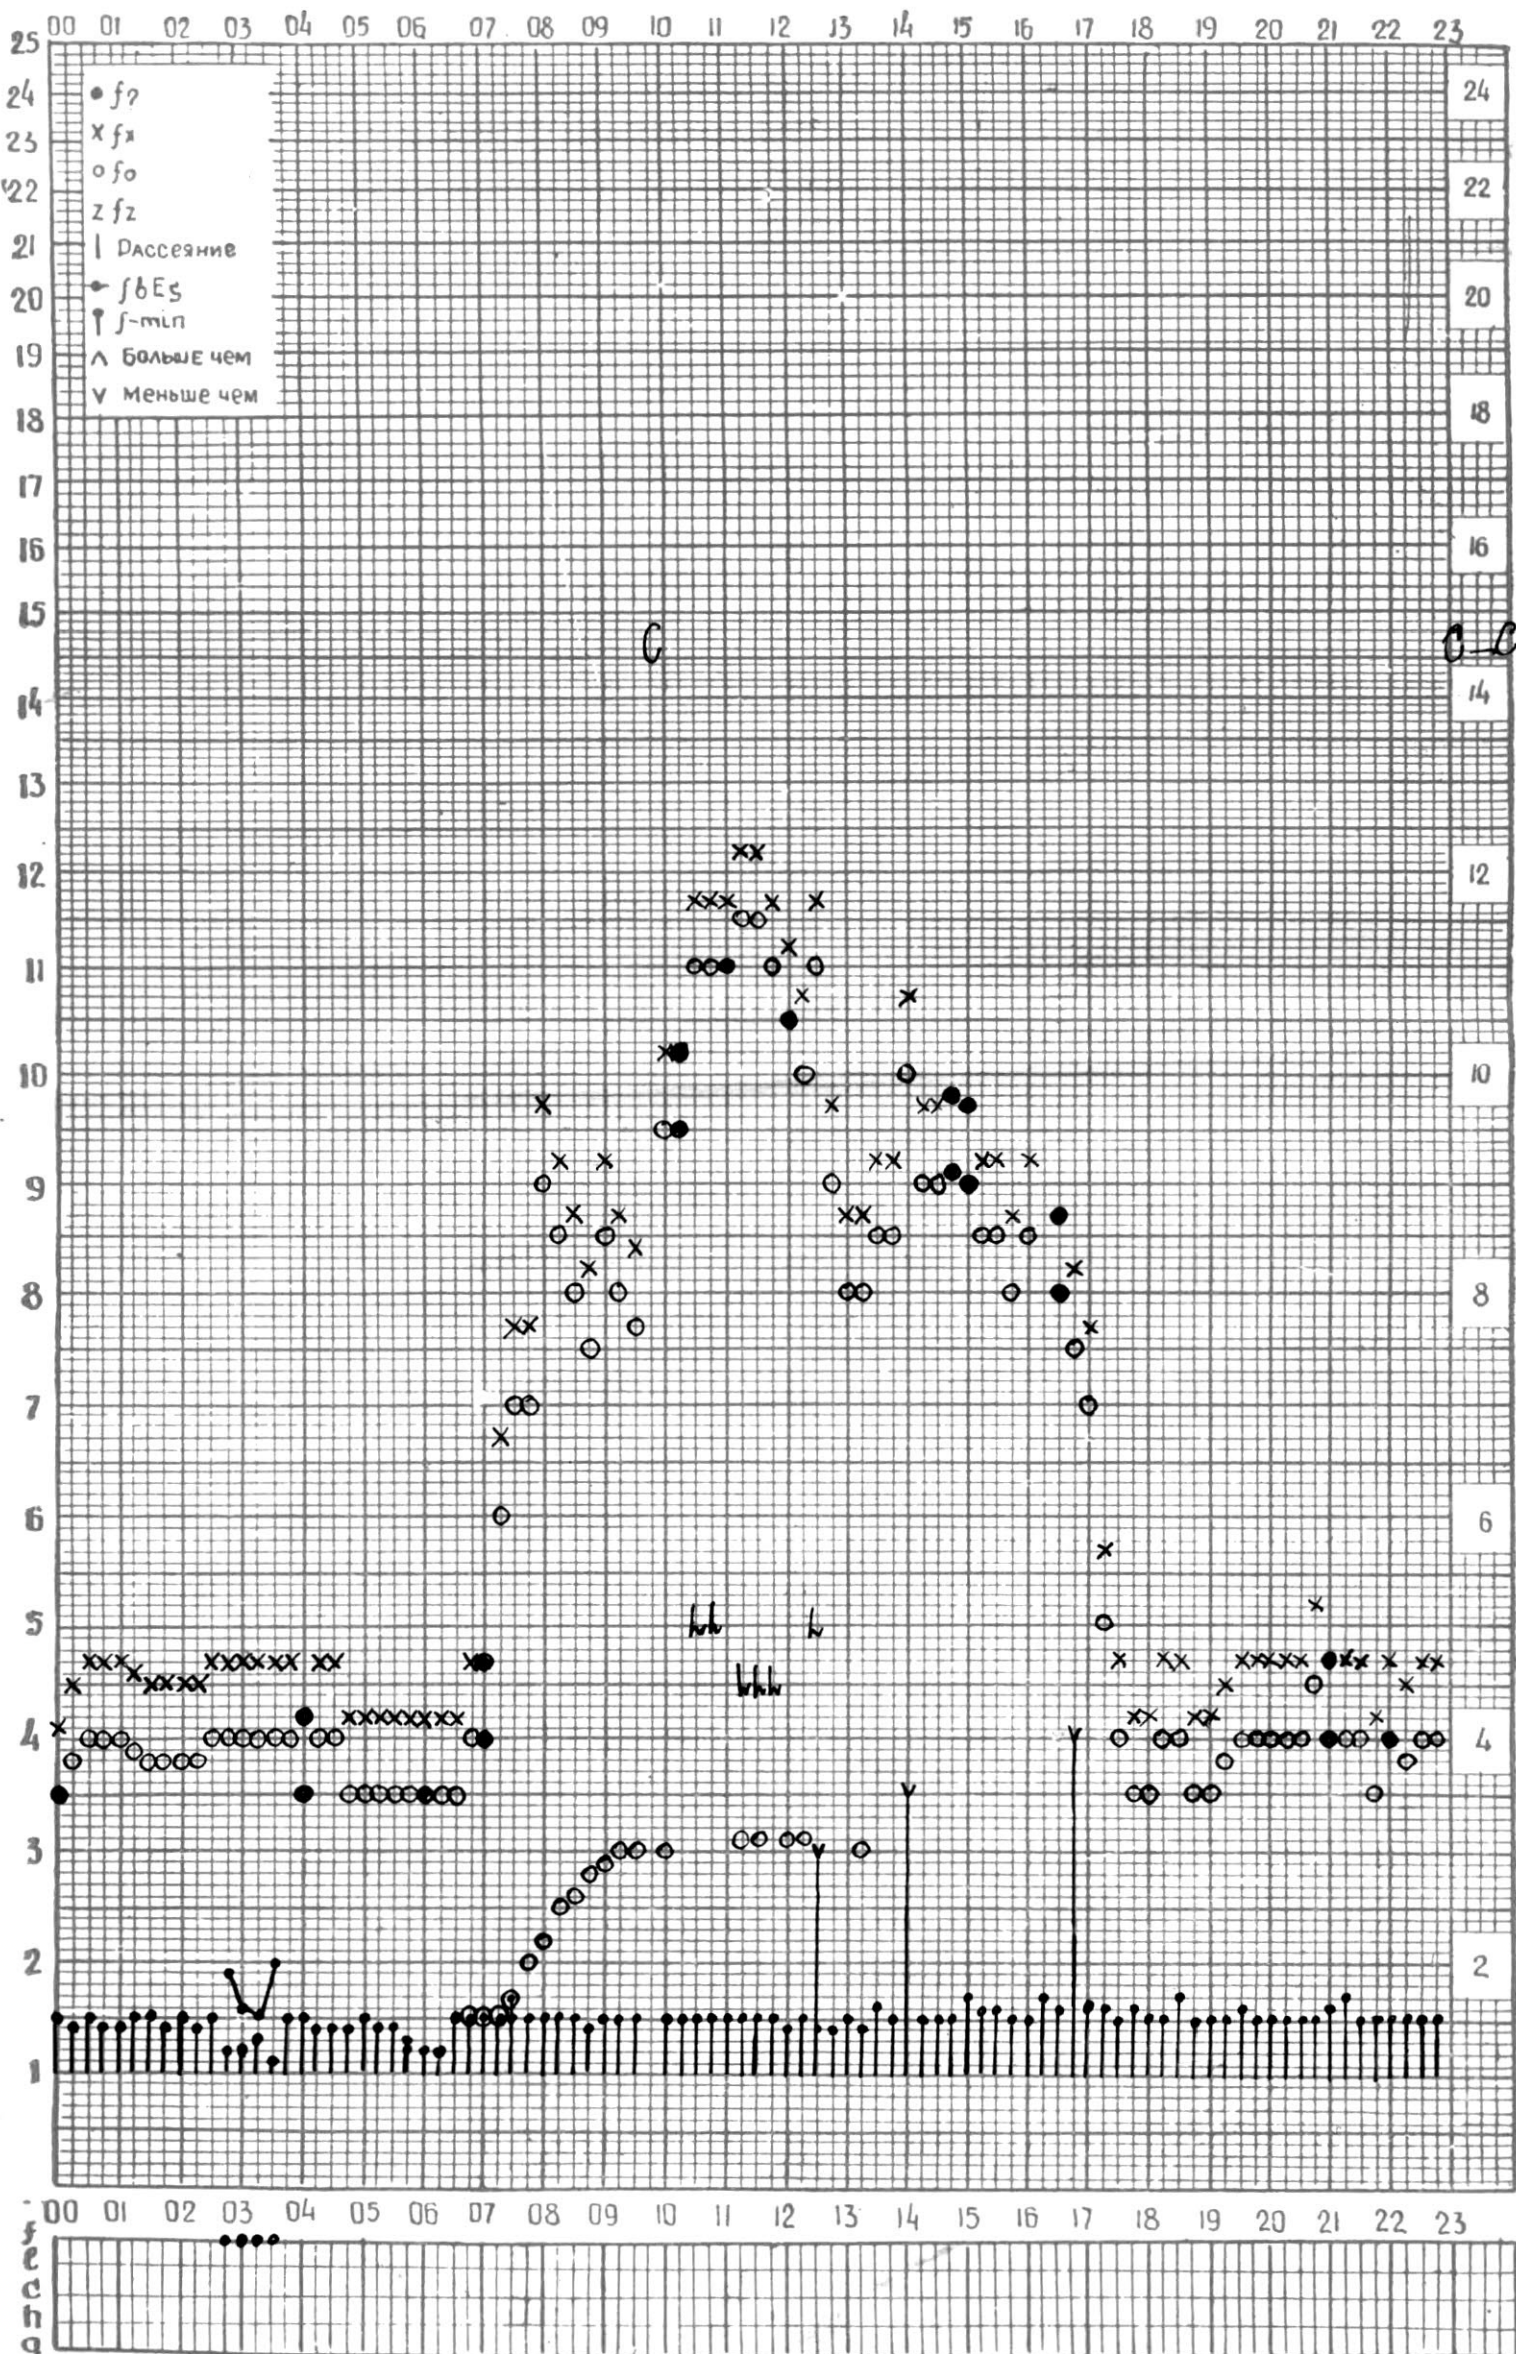 00 01 02 03 04 05 06 07 08 09 10 11 12 13 14 15 16 17 18 19 20 21 22 23
25
24 • f? 24
23 x fx
22 o fo 22
z fz
21 | Рассеяние
20 fbEs 20
f-min
19 ʌ Больше чем
v Меньше чем
18 18
17
16 16
15
C C—C
14 14
13
12 12
11
10 10
9
8 8
7
6 6
5 h h h
h h h
4 4
3
2 2
1
00 01 02 03 04 05 06 07 08 09 10 11 12 13 14 15 16 17 18 19 20 21 22 23
f
l
c
h
q